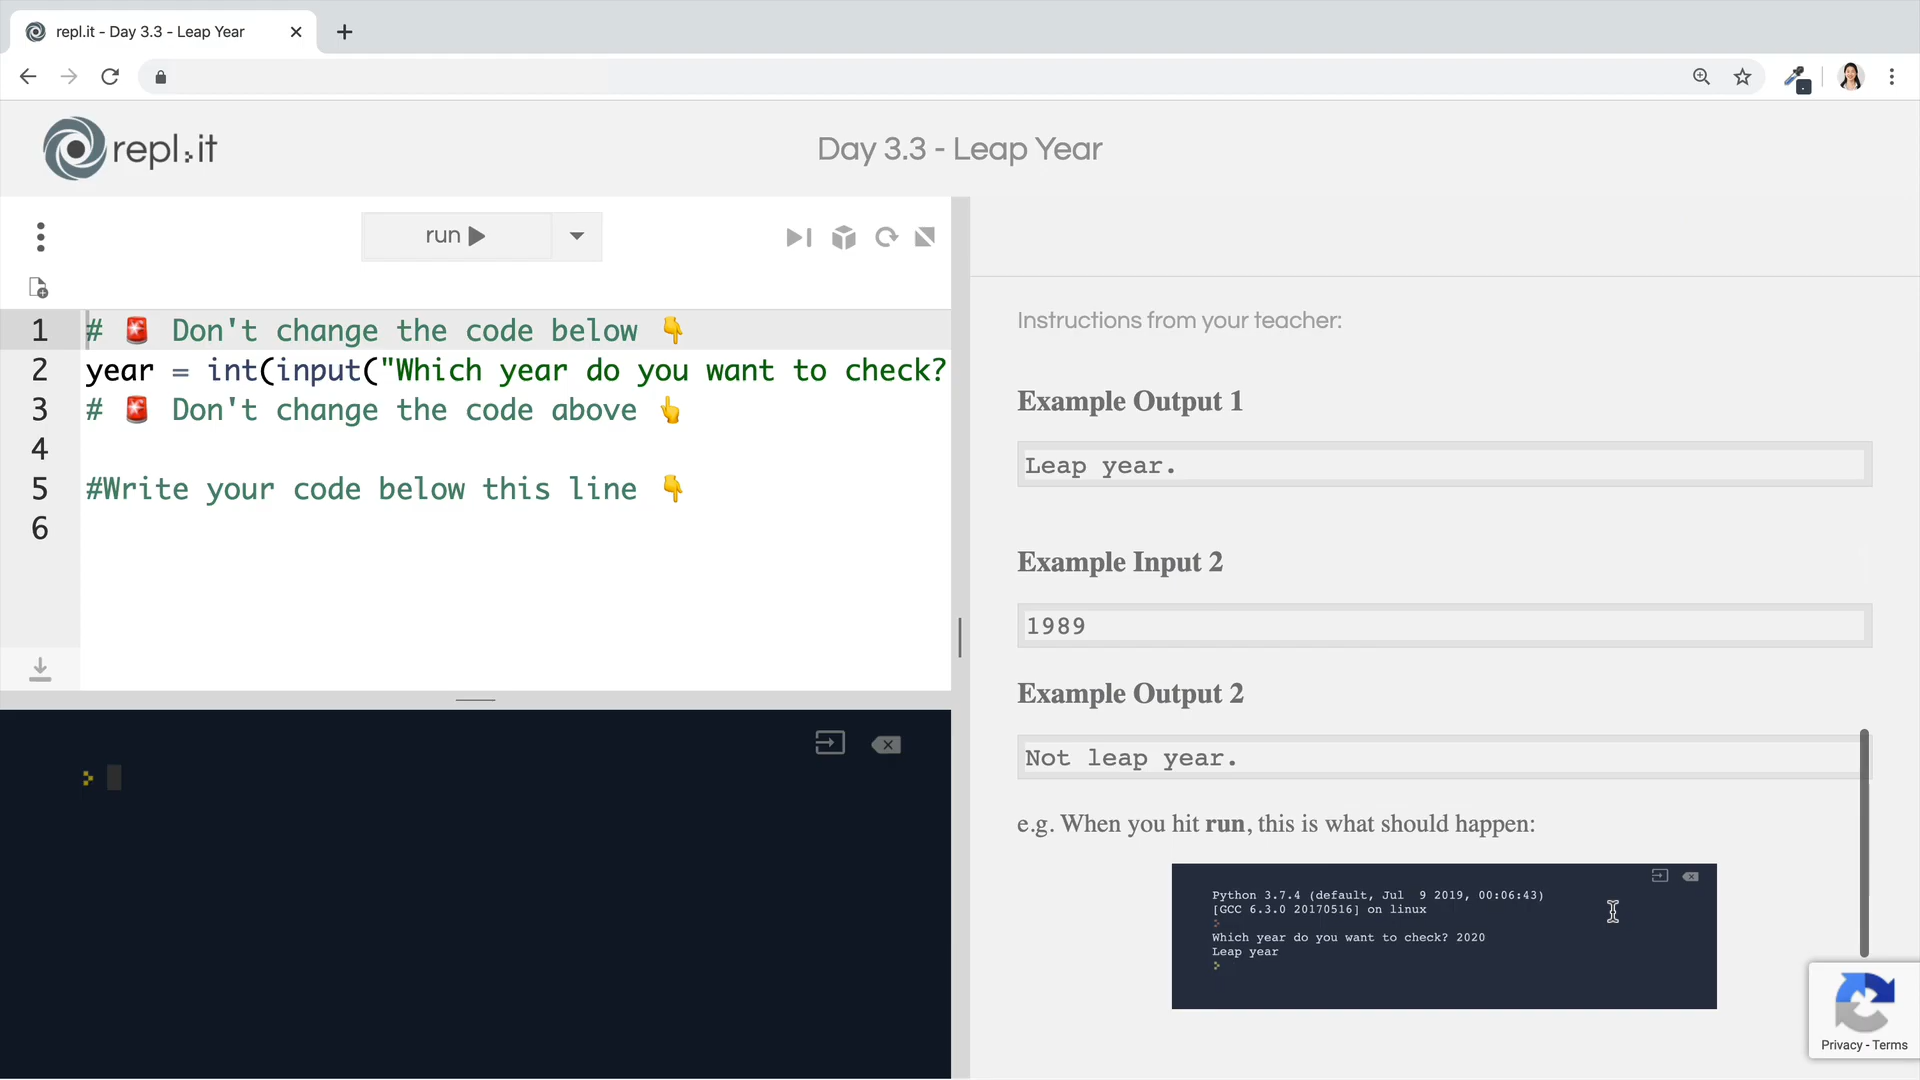 repl.it - Day 3.3 - Leap Year
repl.it
Day 3.3 - Leap Year
run
1 # 🚨 Don't change the code below 👇
2 year = int(input("Which year do you want to check?
3 # 🚨 Don't change the code above 👆
4
5 #Write your code below this line 👇
6
Instructions from your teacher:
Example Output 1
Leap year.
Example Input 2
1989
Example Output 2
Not leap year.
e.g. When you hit run, this is what should happen:
Python 3.7.4 (default, Jul  9 2019, 00:06:43)
[GCC 6.3.0 20170516] on linux
Which year do you want to check? 2020
Leap year
Privacy - Terms